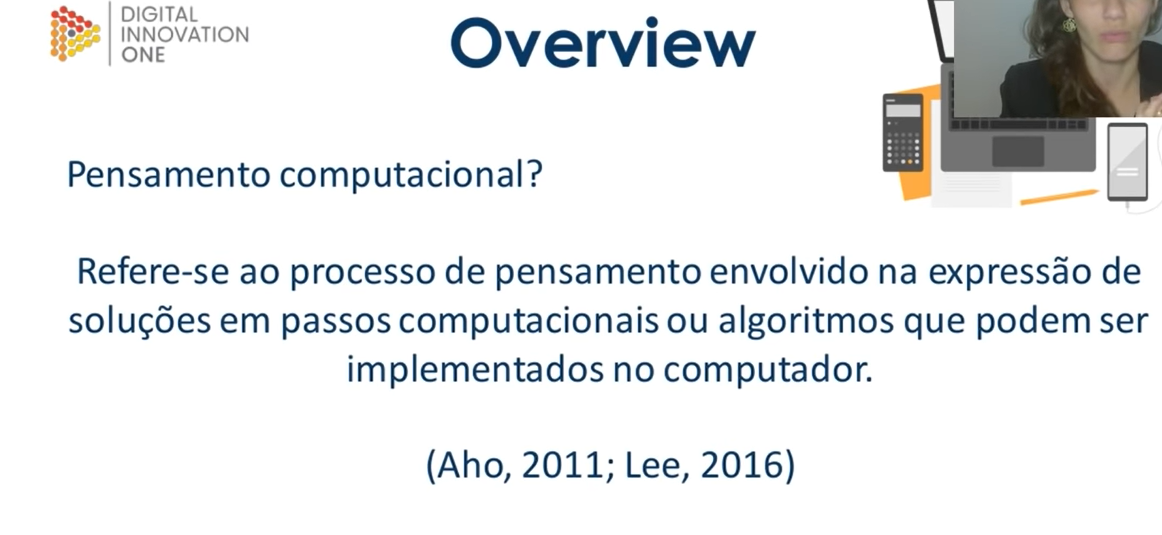 DIGITAL
INNOVATION
ONE
Overview
Pensamento computacional?
Refere-se ao processo de pensamento envolvido na expressão de
soluções em passos computacionais ou algoritmos que podem ser
implementados no computador.
(Aho, 2011; Lee, 2016)